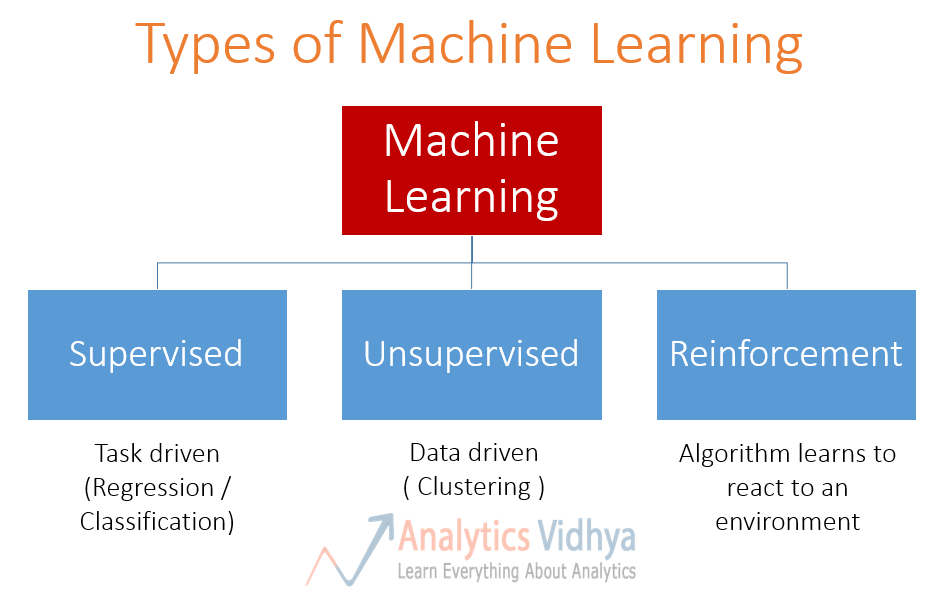 Types of Machine Learning
Machine
Learning
Supervised
Unsupervised
Reinforcement
Task driven
(Regression /
Classification)
Data driven
( Clustering )
Algorithm learns to
react to an
environment
Analytics Vidhya
Learn Everything About Analytics